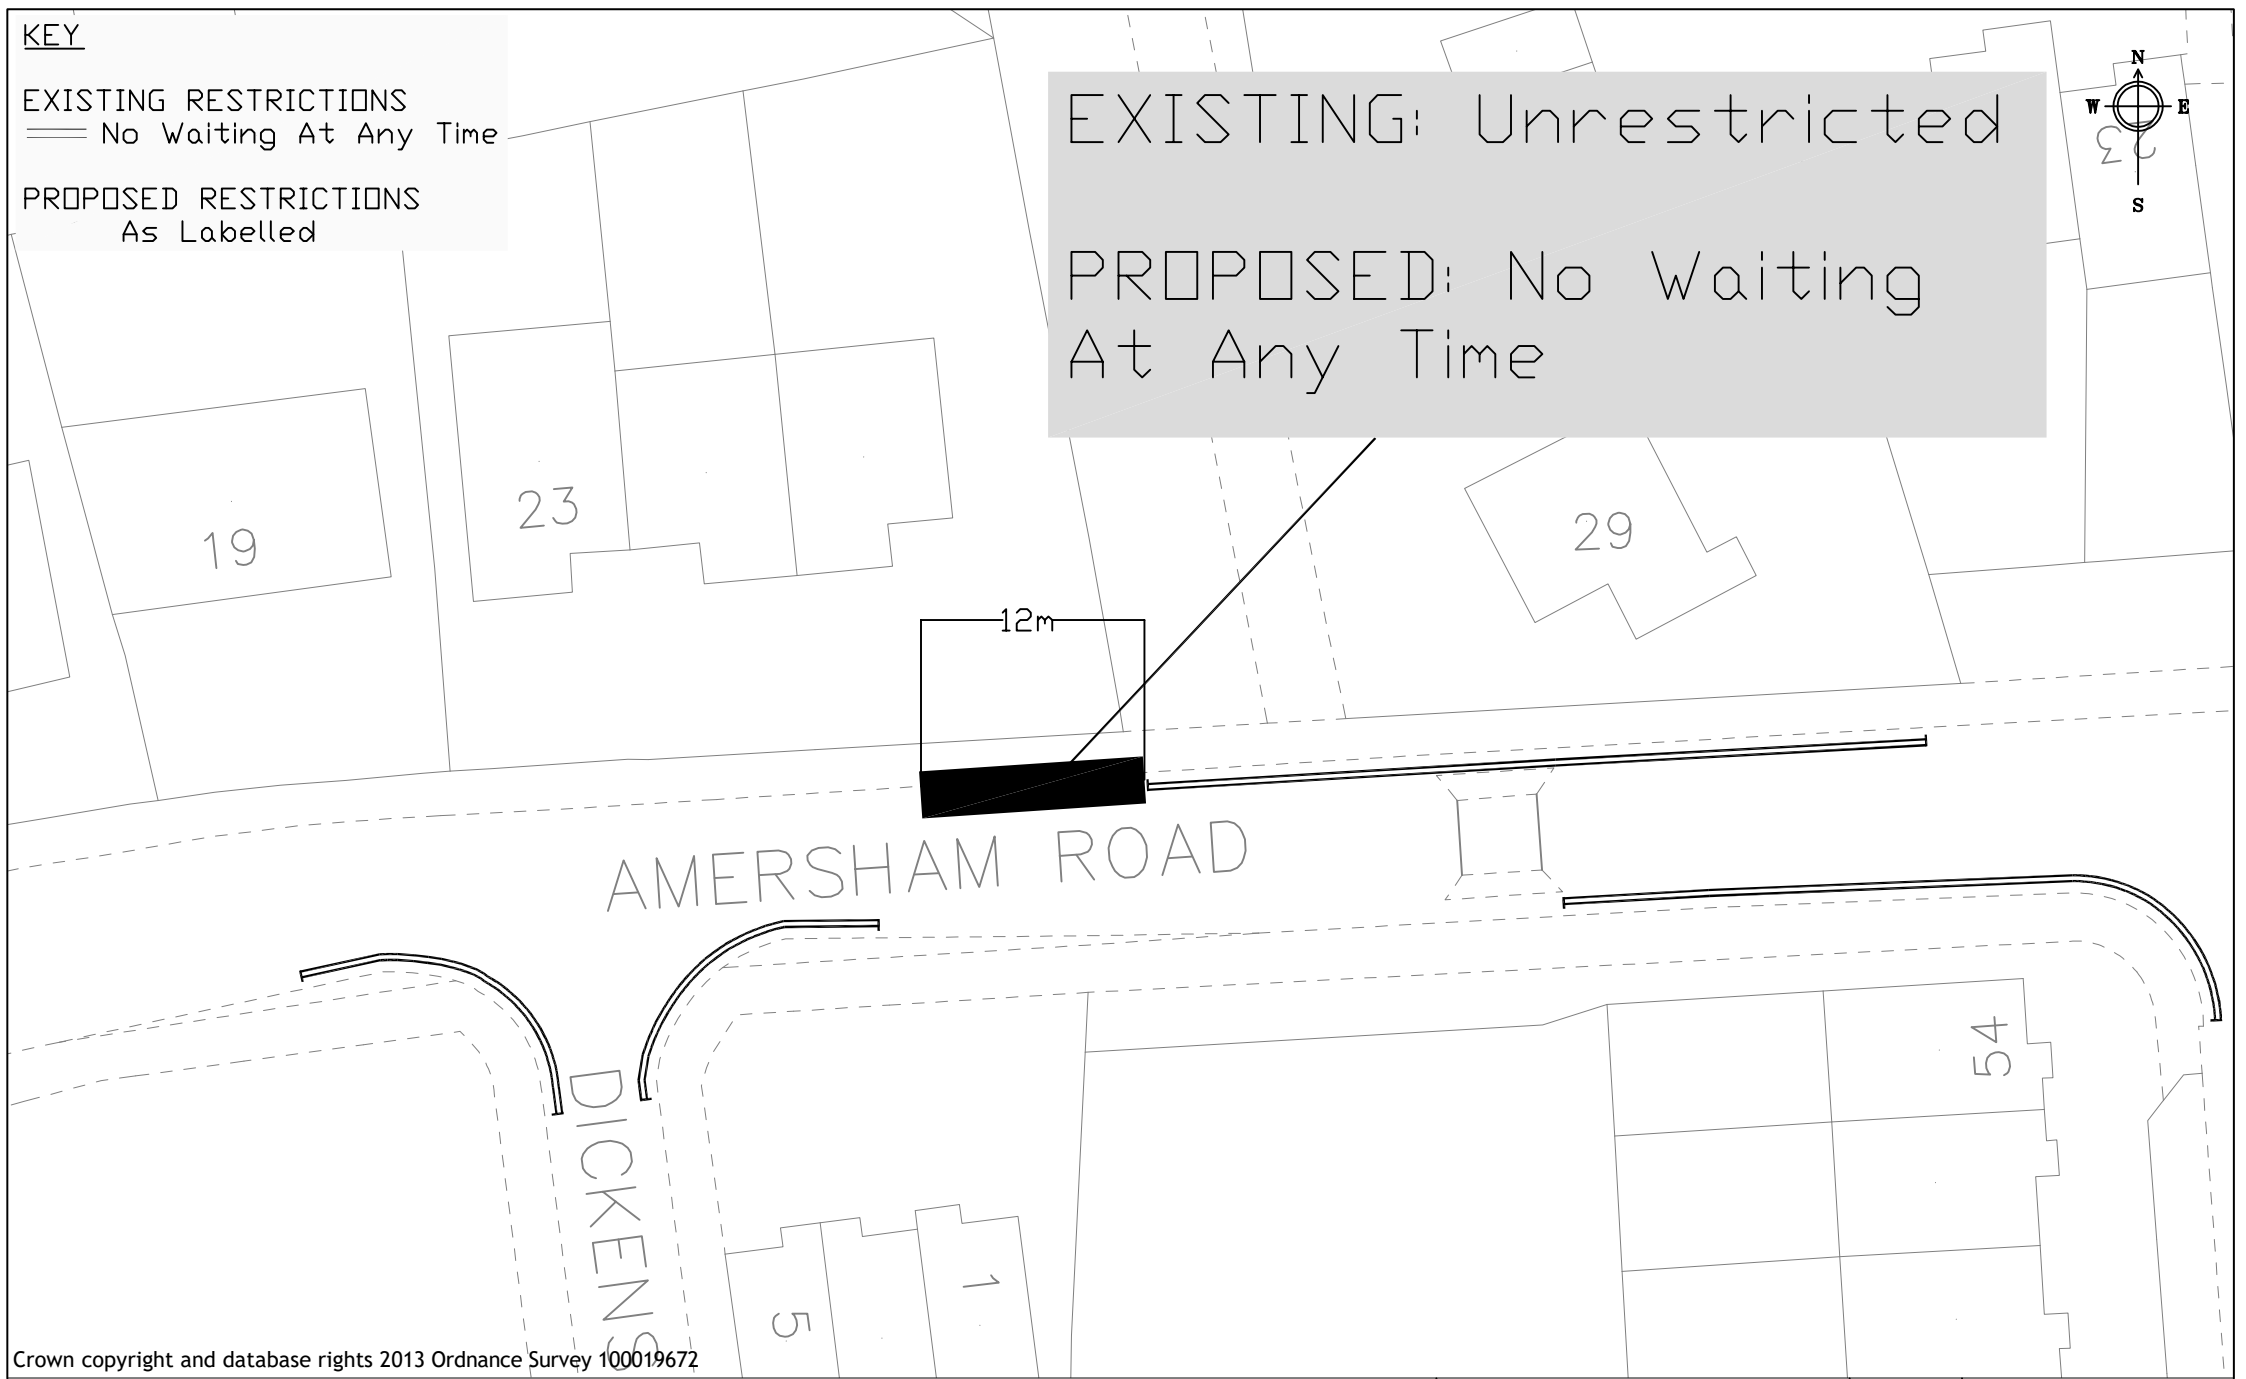 KEY
EXISTING RESTRICTIONS
No Waiting At Any Time
PROPOSED RESTRICTIONS
As Labelled
EXISTING: Unrestricted
PROPOSED: No Waiting
At Any Time
N
W E
S
23
19
23
29
12m
AMERSHAM ROAD
DICKENS
54
5
1
Crown copyright and database rights 2013 Ordnance Survey 100019672